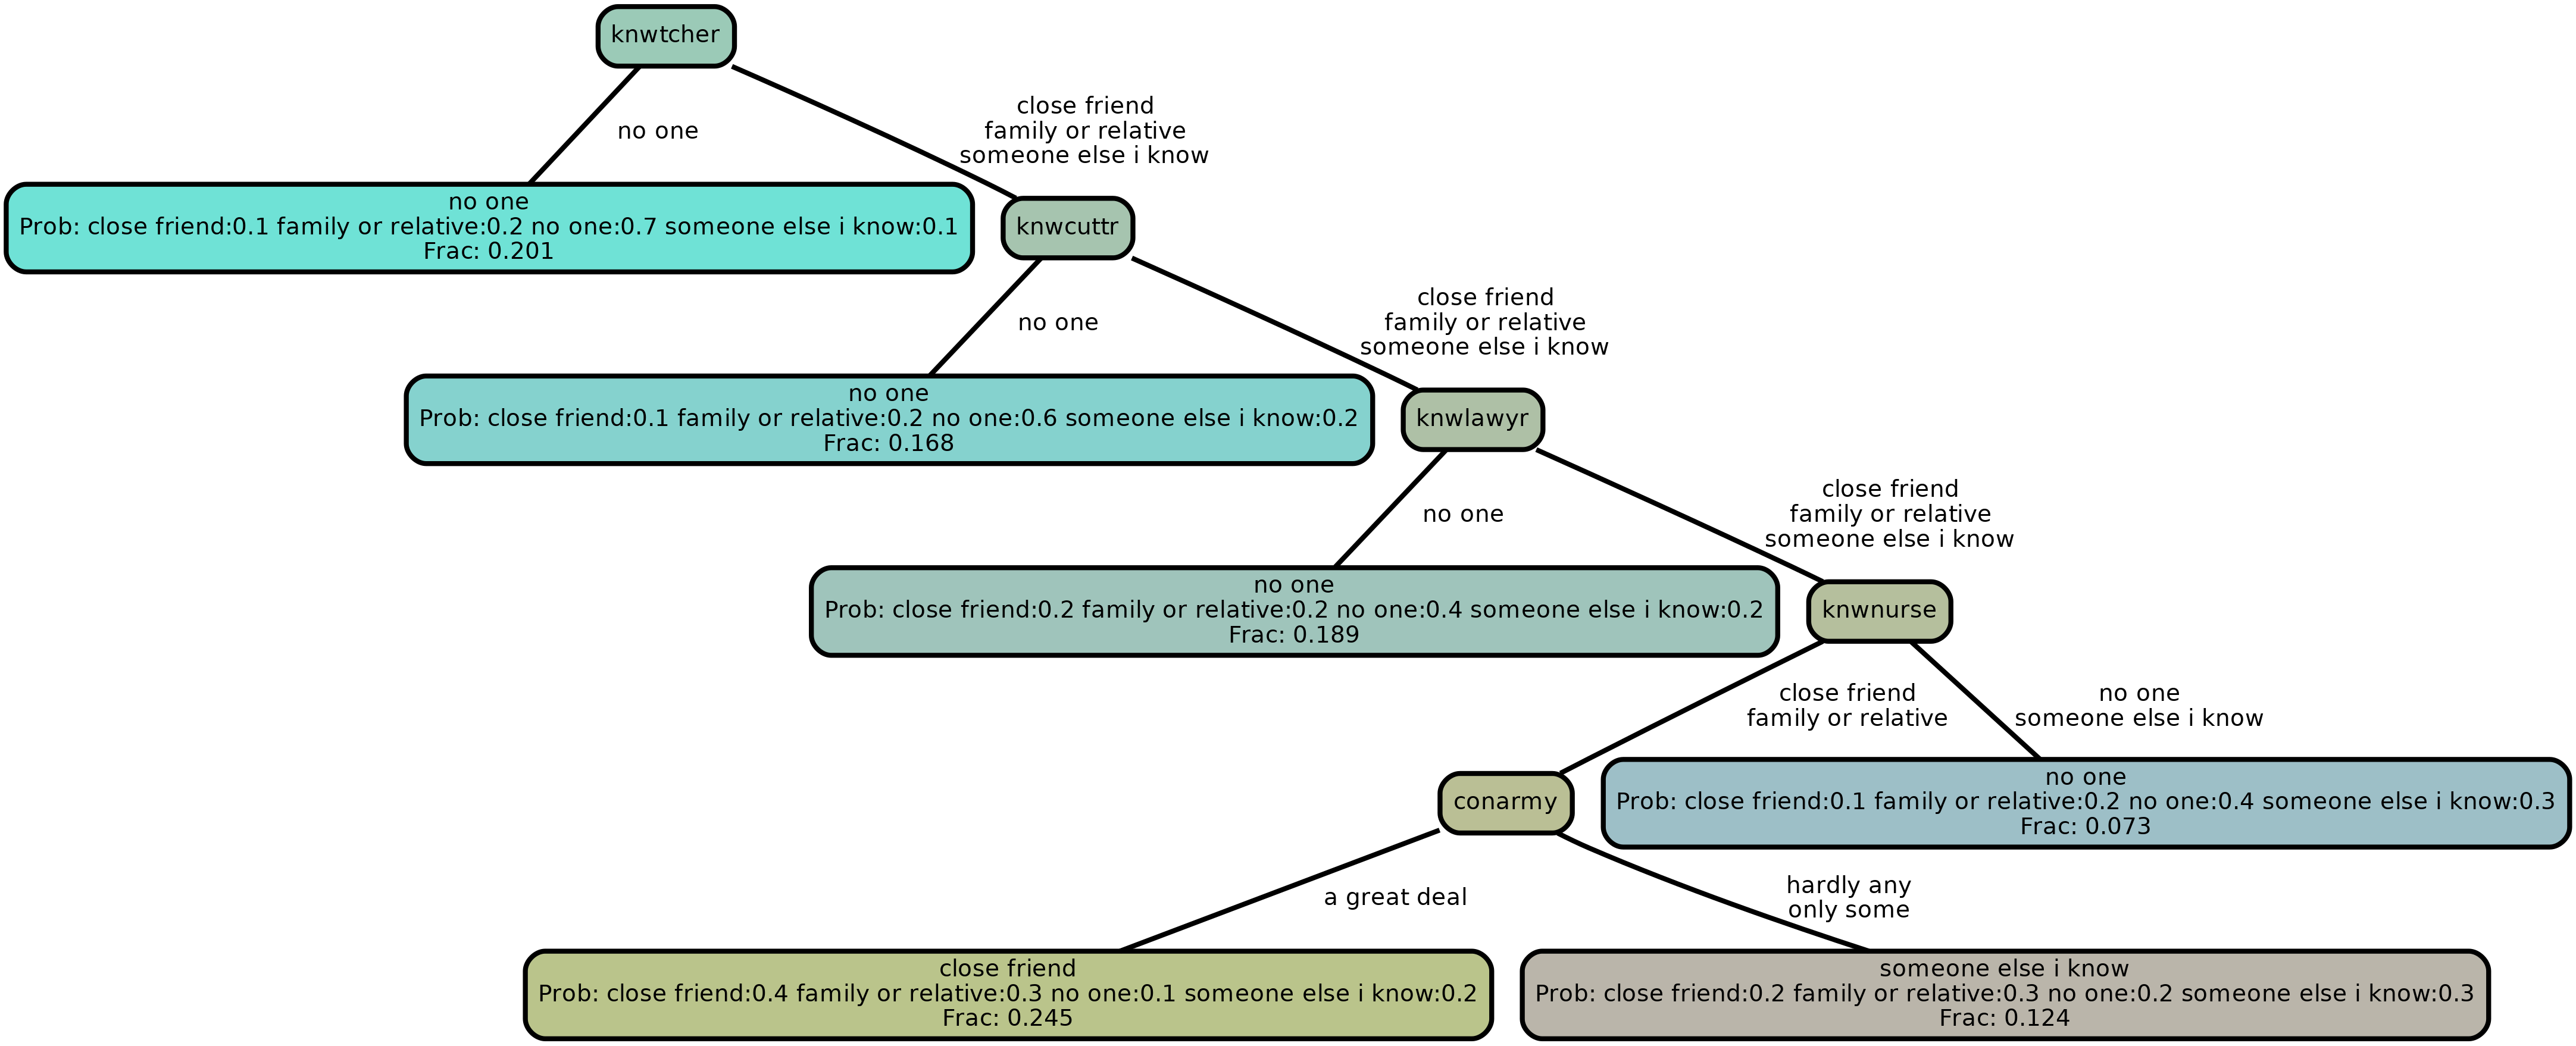 knwtcher
no one
close friend
family or relative
someone else i know
no one
Prob: close friend:0.1 family or relative:0.2 no one:0.7 someone else i know:0.1
Frac: 0.201
knwcuttr
no one
close friend
family or relative
someone else i know
no one
Prob: close friend:0.1 family or relative:0.2 no one:0.6 someone else i know:0.2
Frac: 0.168
knwlawyr
no one
close friend
family or relative
someone else i know
no one
Prob: close friend:0.2 family or relative:0.2 no one:0.4 someone else i know:0.2
Frac: 0.189
knwnurse
close friend
family or relative
no one
someone else i know
conarmy
no one
Prob: close friend:0.1 family or relative:0.2 no one:0.4 someone else i know:0.3
Frac: 0.073
a great deal
hardly any
only some
close friend
Prob: close friend:0.4 family or relative:0.3 no one:0.1 someone else i know:0.2
Frac: 0.245
someone else i know
Prob: close friend:0.2 family or relative:0.3 no one:0.2 someone else i know:0.3
Frac: 0.124